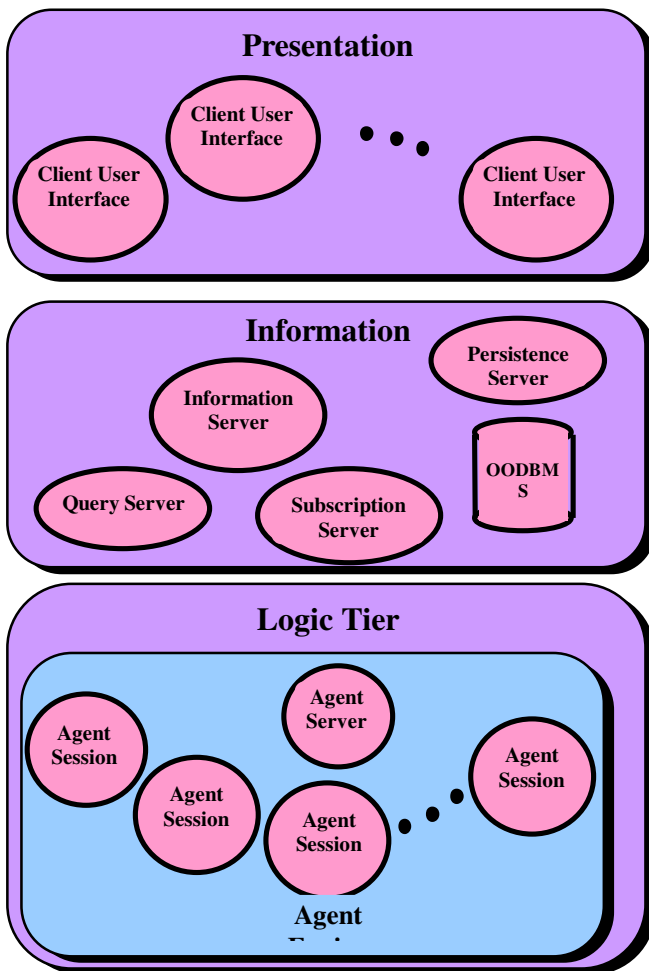 Presentation
Client User
Interface
Client User
Interface
Client User
Interface
Information
Persistence
Server
Information
Server
OODBM
S
Query Server
Subscription
Server
Logic Tier
Agent
Server
Agent
Session
Agent
Session
Agent
Session
Agent
Session
Agent